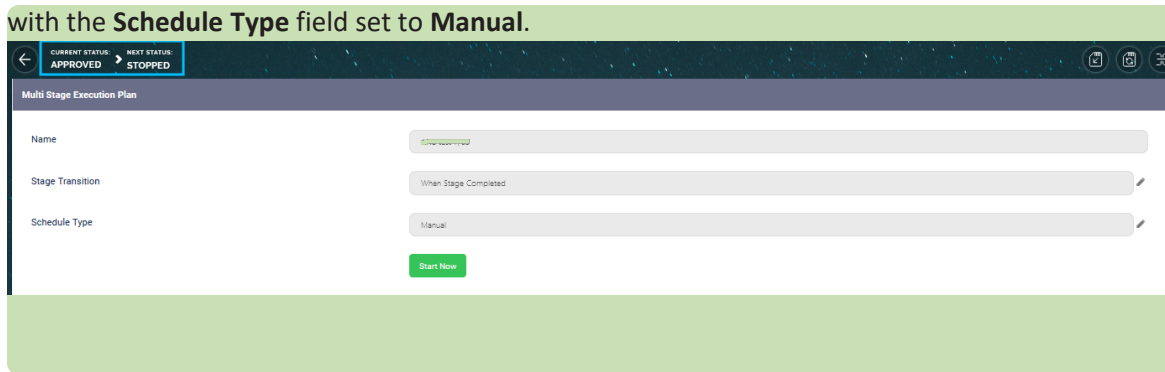 with the Schedule Type field set to Manual.
CURRENT STATUS: NEXT STATUS:
APPROVED STOPPED
Multi Stage Execution Plan
Name
Stage Transition When Stage Completed
Schedule Type Manual
Start Now